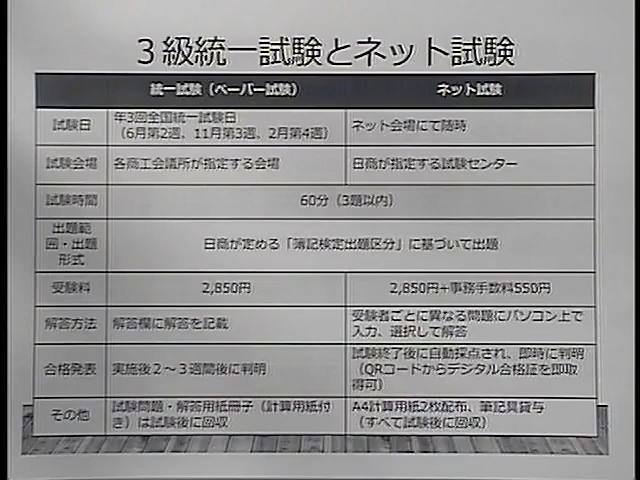 ３級統一試験とネット試験
統一試験（ペーパー試験）
ネット試験
試験日
年3回全国統一試験日
（6月第2週、11月第3週、2月第4週）
ネット会場にて随時
試験会場
各商工会議所が指定する会場
日商が指定する試験センター
試験時間
60分（3題以内）
出題範
囲・出題
形式
日商が定める「簿記検定出題区分」に基づいて出題
受験料
2,850円
2,850円+事務手数料550円
解答方法
解答欄に解答を記載
受験者ごとに異なる問題にパソコン上で
入力、選択して解答
合格発表
実施後２～３週間後に判明
試験終了後に自動採点され、即時に判明
（QRコードからデジタル合格証を即取
得可）
その他
試験問題・解答用紙冊子（計算用紙付
き）は試験後に回収
A4計算用紙2枚配布、筆記具貸与
（すべて試験後に回収）